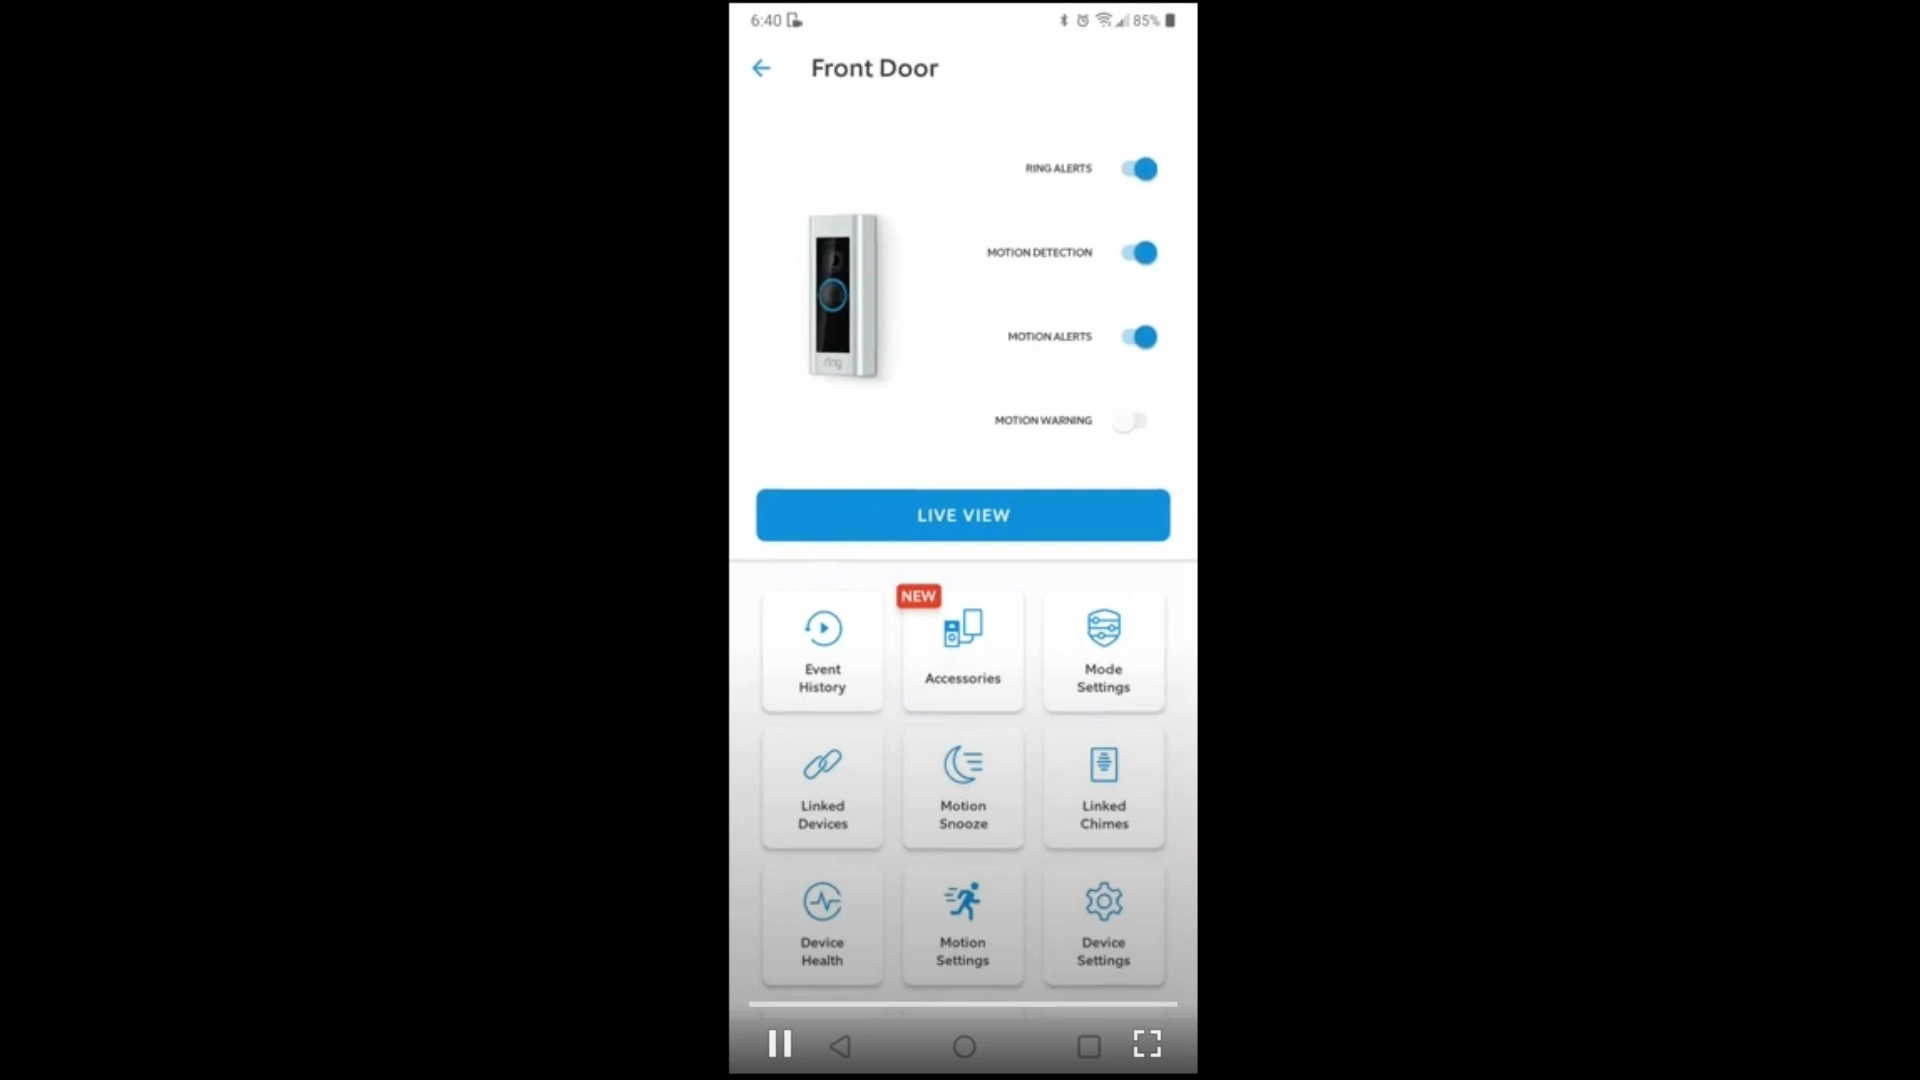 6:40
85%
Front Door
RING ALERTS
MOTION DETECTION
ring
MOTION ALERTS
MOTION WARNING
LIVE VIEW
NEW
Event
History
Accessories
Mode
Settings
Linked
Devices
Motion
Snooze
Linked
Chimes
Device
Health
Motion
Settings
Device
Settings